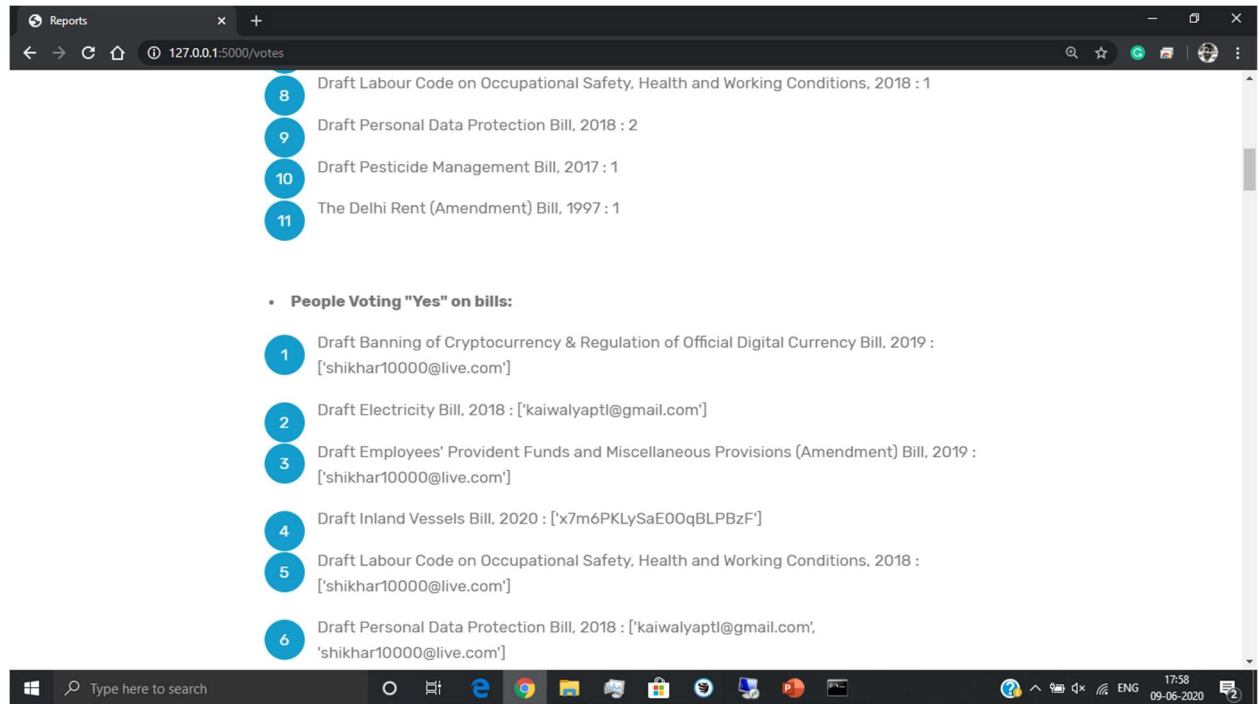 Reports
127.0.0.1:5000/votes
8
Draft Labour Code on Occupational Safety, Health and Working Conditions, 2018 : 1
9
Draft Personal Data Protection Bill, 2018 : 2
10
Draft Pesticide Management Bill, 2017 : 1
11
The Delhi Rent (Amendment) Bill, 1997 : 1
• People Voting "Yes" on bills:
1
Draft Banning of Cryptocurrency & Regulation of Official Digital Currency Bill, 2019 :
['shikhar10000@live.com']
2
Draft Electricity Bill, 2018 : ['kaiwalyaptl@gmail.com']
3
Draft Employees' Provident Funds and Miscellaneous Provisions (Amendment) Bill, 2019 :
['shikhar10000@live.com']
4
Draft Inland Vessels Bill, 2020 : ['x7m6PKLySaE0OqBLPBzF']
5
Draft Labour Code on Occupational Safety, Health and Working Conditions, 2018 :
['shikhar10000@live.com']
6
Draft Personal Data Protection Bill, 2018 : ['kaiwalyaptl@gmail.com',
'shikhar10000@live.com']
Type here to search
ENG
17:58
09-06-2020
2